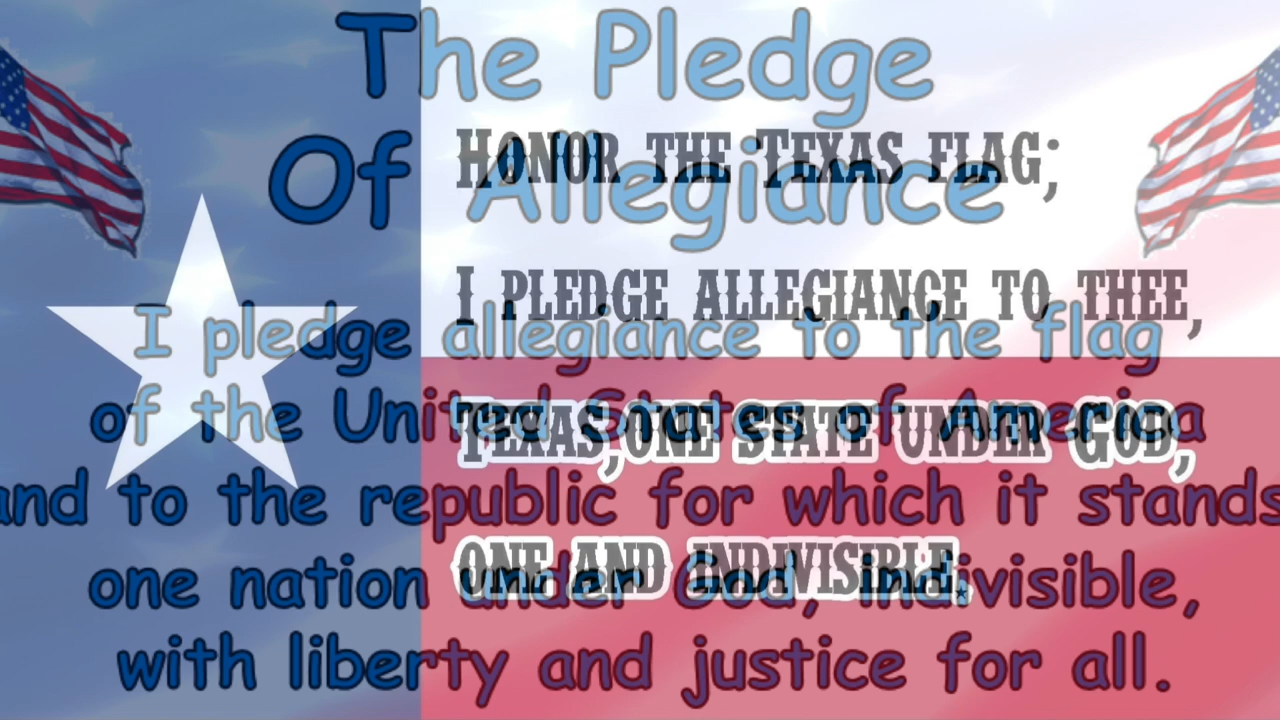 The Pledge
Of Allegiance
I pledge allegiance to the flag
of the United States of America
and to the republic for which it stands
one nation under God, indivisible,
with liberty and justice for all.
Honor the Texas flag;
I pledge allegiance to thee,
Texas,one state under God,
one and indivisible.